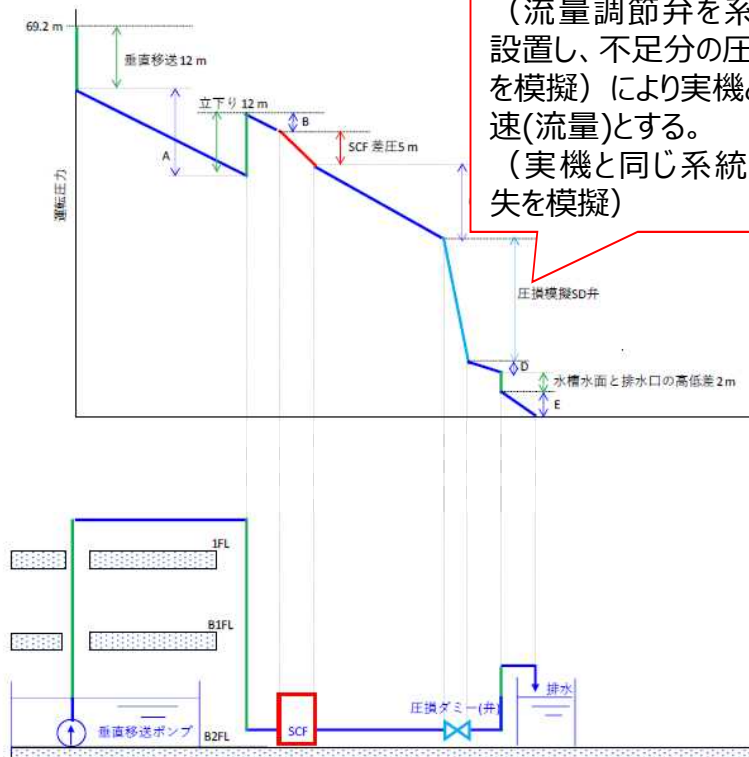 （流量調節弁を系
設置し、不足分の圧
を模擬）により実機と
速(流量)とする。
（実機と同じ系統
失を模擬）
69.2 m
垂直移送12 m
立下り 12 m
B
SCF 差圧5 m
A
運転圧力
圧損模擬SD弁
D
水槽水面と排水口の高低差2 m
E
1FL
B1FL
排水
圧損ダミー(弁)
垂直移送ポンプ
B2FL
SCF